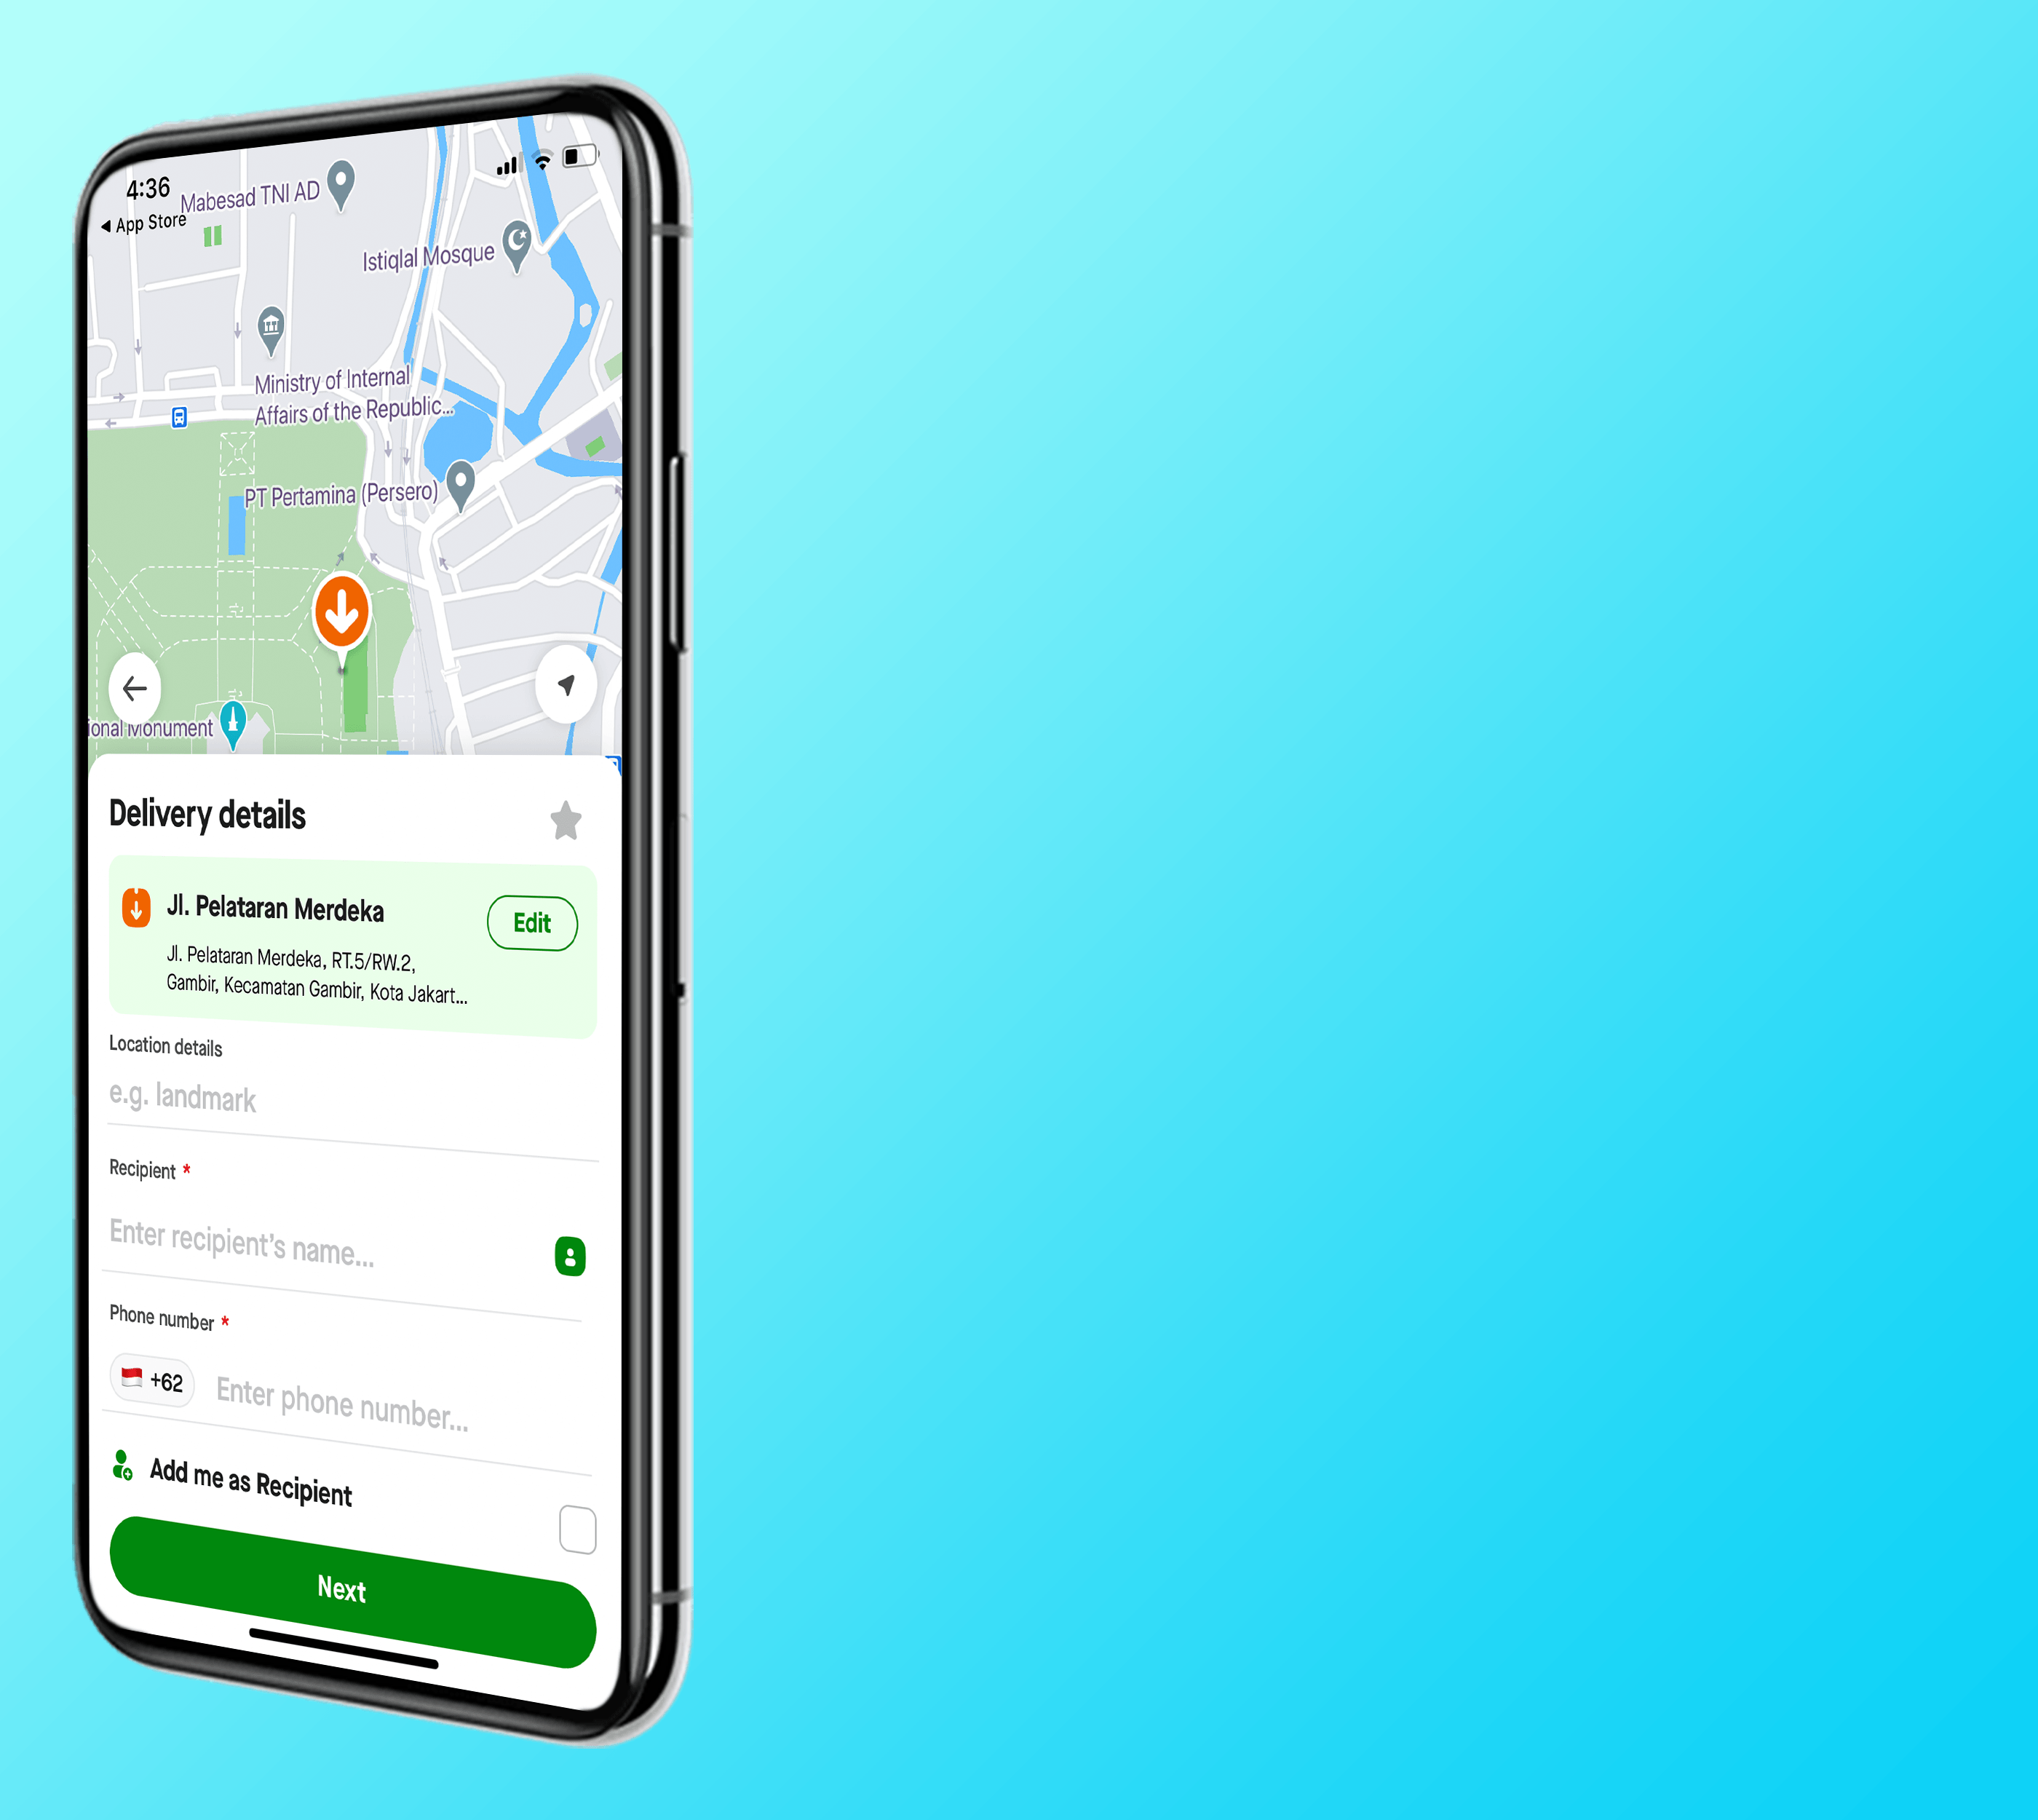 4:36
App Store
Mabesad TNI AD
Istiqlal Mosque
Ministry of Internal
Affairs of the Republic...
PT Pertamina (Persero)
ional Monument
Delivery details
Jl. Pelataran Merdeka
Edit
Jl. Pelataran Merdeka, RT.5/RW.2,
Gambir, Kecamatan Gambir, Kota Jakart...
Location details
e.g. landmark
Recipient *
Enter recipient's name...
Phone number *
+62 Enter phone number...
Add me as Recipient
Next